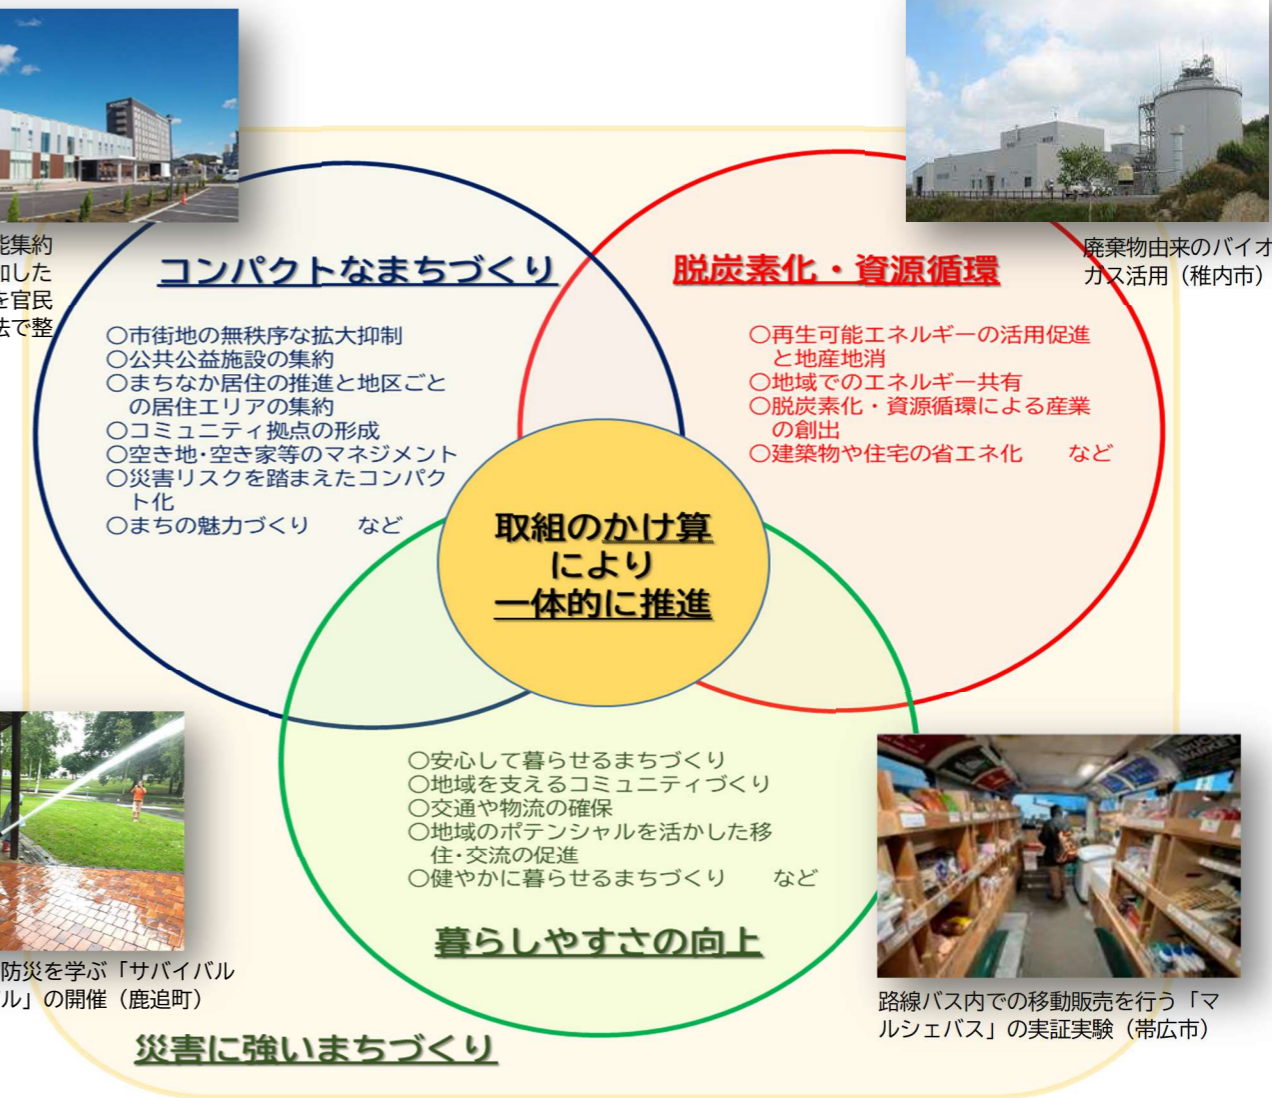 能集約
加した
を官民
法で整
廃棄物由来のバイオ
ガス活用（稚内市）
コンパクトなまちづくり
○市街地の無秩序な拡大抑制
○公共公益施設の集約
○まちなか居住の推進と地区ごと
の居住エリアの集約
○コミュニティ拠点の形成
○空き地･空き家等のマネジメント
○災害リスクを踏まえたコンパク
ト化
○まちの魅力づくり　　など
脱炭素化・資源循環
○再生可能エネルギーの活用促進
と地産地消
○地域でのエネルギー共有
○脱炭素化・資源循環による産業
の創出
○建築物や住宅の省エネ化　　など
取組のかけ算
により
一体的に推進
○安心して暮らせるまちづくり
○地域を支えるコミュニティづくり
○交通や物流の確保
○地域のポテンシャルを活かした移
住･交流の促進
○健やかに暮らせるまちづくり　　など
暮らしやすさの向上
防災を学ぶ「サバイバル
ル」の開催（鹿追町）
路線バス内での移動販売を行う「マ
ルシェバス」の実証実験（帯広市）
災害に強いまちづくり